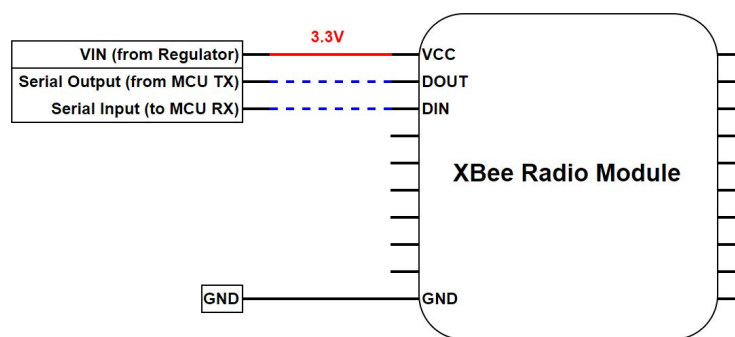 3.3V
VIN (from Regulator)
VCC
Serial Output (from MCU TX)
DOUT
Serial Input (to MCU RX)
DIN
XBee Radio Module
GND
GND